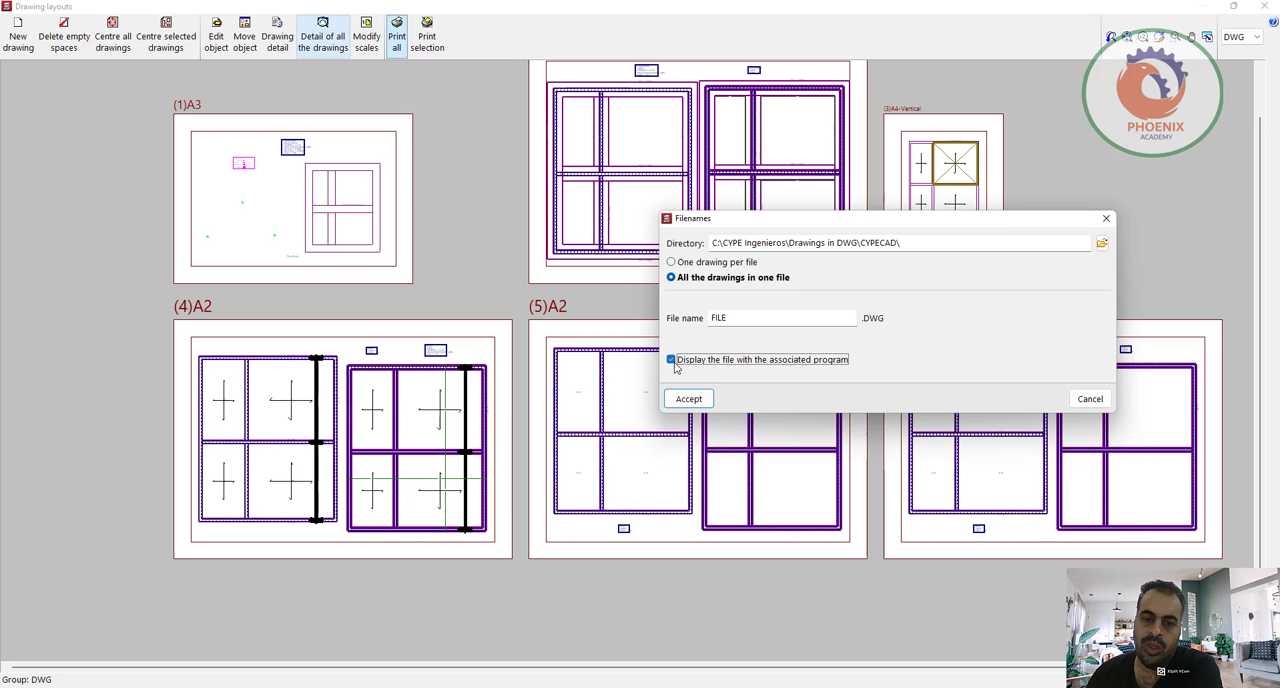 Drawing layouts
New drawing
Delete empty spaces
Centre all drawings
Centre selected drawings
Edit object
Move object
Drawing detail
Detail of all the drawings
Modify scales
Print all
Print selection
DWG
PHOENIX
ACADEMY
(1)A3
(3)A4-Vertical
Filenames
Directory: C:\CYPE Ingenieros\Drawings in DWG\CYPECAD\
One drawing per file
All the drawings in one file
File name FILE .DWG
Display the file with the associated program
Accept
Cancel
(4)A2
(5)A2
XSplit VCam
Group: DWG